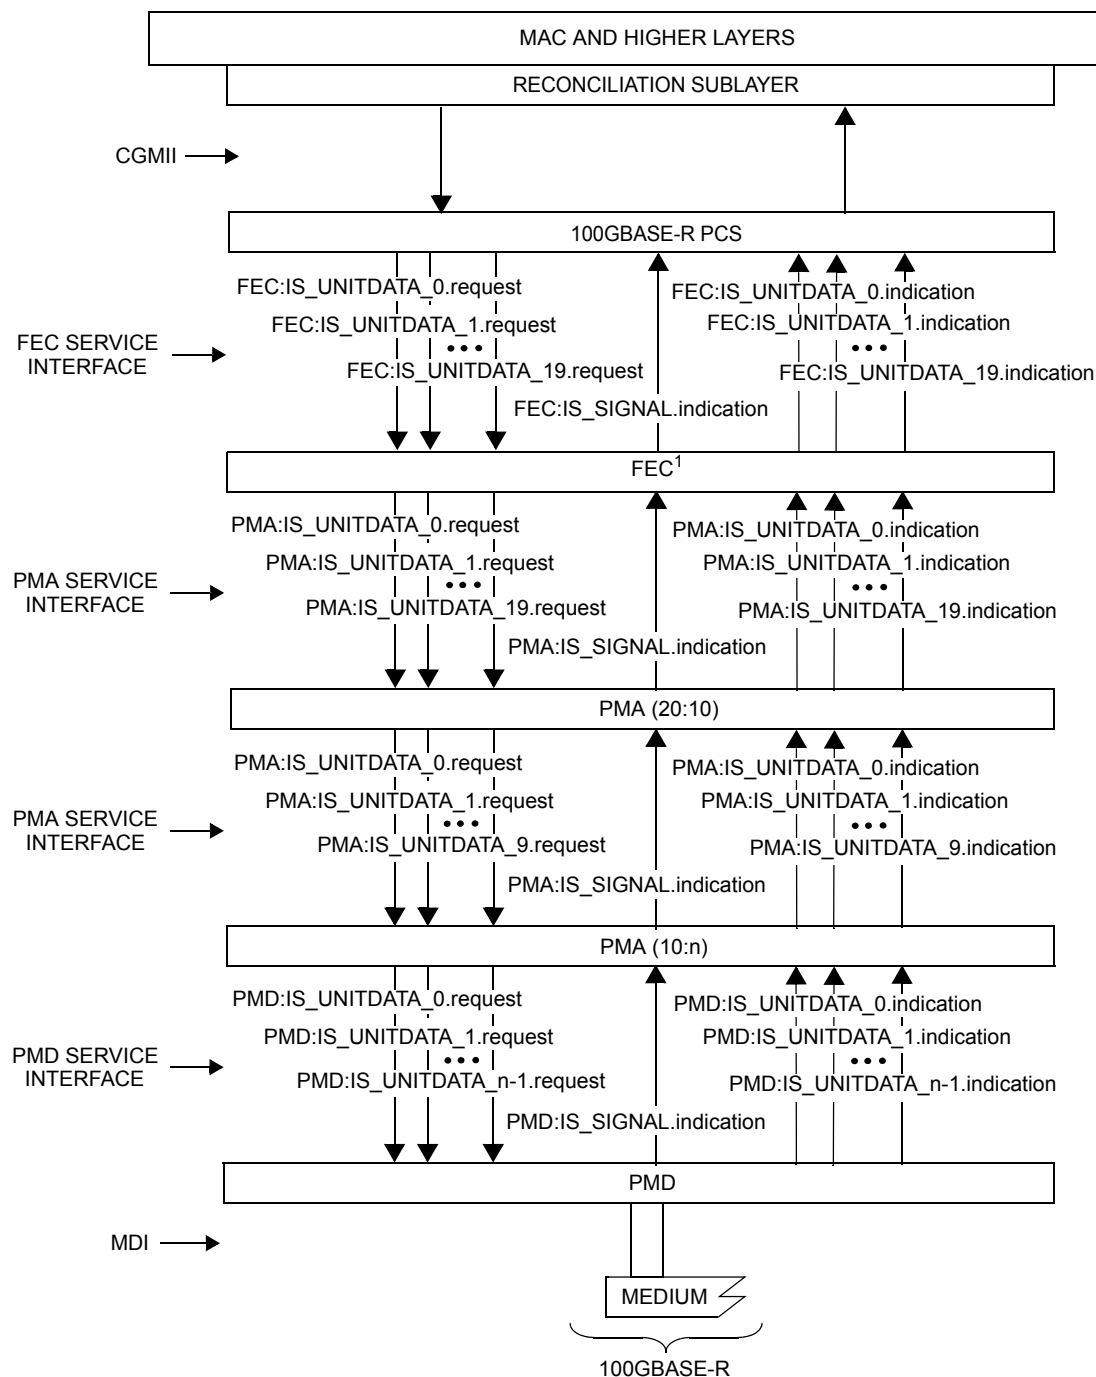 MAC AND HIGHER LAYERS
RECONCILIATION SUBLAYER
CGMII
100GBASE-R PCS
FEC:IS_UNITDATA_0.request
FEC:IS_UNITDATA_0.indication
FEC:IS_UNITDATA_1.request
FEC:IS_UNITDATA_1.indication
FEC SERVICE
INTERFACE
FEC:IS_UNITDATA_19.request
FEC:IS_UNITDATA_19.indication
FEC:IS_SIGNAL.indication
FEC¹
PMA:IS_UNITDATA_0.request
PMA:IS_UNITDATA_0.indication
PMA:IS_UNITDATA_1.request
PMA:IS_UNITDATA_1.indication
PMA SERVICE
INTERFACE
PMA:IS_UNITDATA_19.request
PMA:IS_UNITDATA_19.indication
PMA:IS_SIGNAL.indication
PMA (20:10)
PMA:IS_UNITDATA_0.request
PMA:IS_UNITDATA_0.indication
PMA:IS_UNITDATA_1.request
PMA:IS_UNITDATA_1.indication
PMA SERVICE
INTERFACE
PMA:IS_UNITDATA_9.request
PMA:IS_UNITDATA_9.indication
PMA:IS_SIGNAL.indication
PMA (10:n)
PMD:IS_UNITDATA_0.request
PMD:IS_UNITDATA_0.indication
PMD:IS_UNITDATA_1.request
PMD:IS_UNITDATA_1.indication
PMD SERVICE
INTERFACE
PMD:IS_UNITDATA_n-1.request
PMD:IS_UNITDATA_n-1.indication
PMD:IS_SIGNAL.indication
PMD
MDI
MEDIUM
100GBASE-R